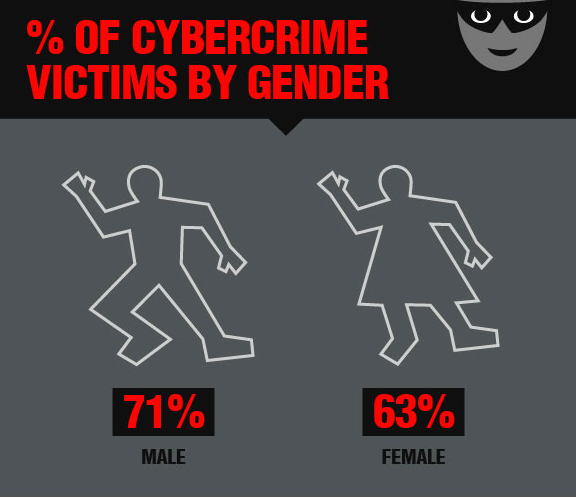 % OF CYBERCRIME
VICTIMS BY GENDER
71%
63%
MALE
FEMALE